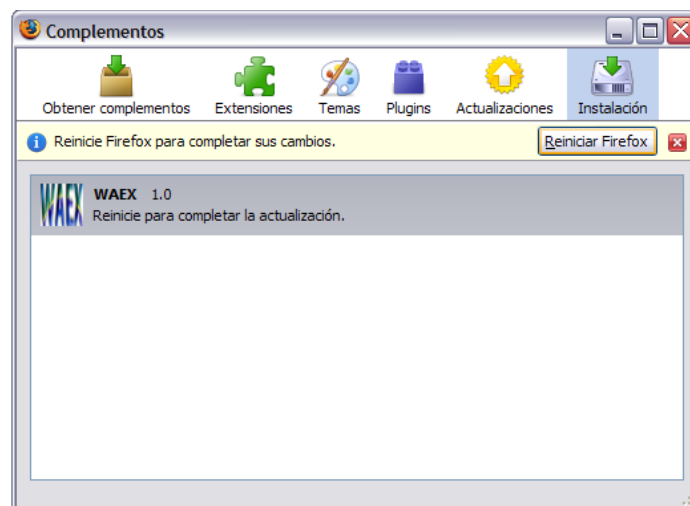 Complementos
Obtener complementos Extensiones Temas Plugins Actualizaciones Instalación
Reinicie Firefox para completar sus cambios. Reiniciar Firefox
WAEX WAEX 1.0
Reinicie para completar la actualización.